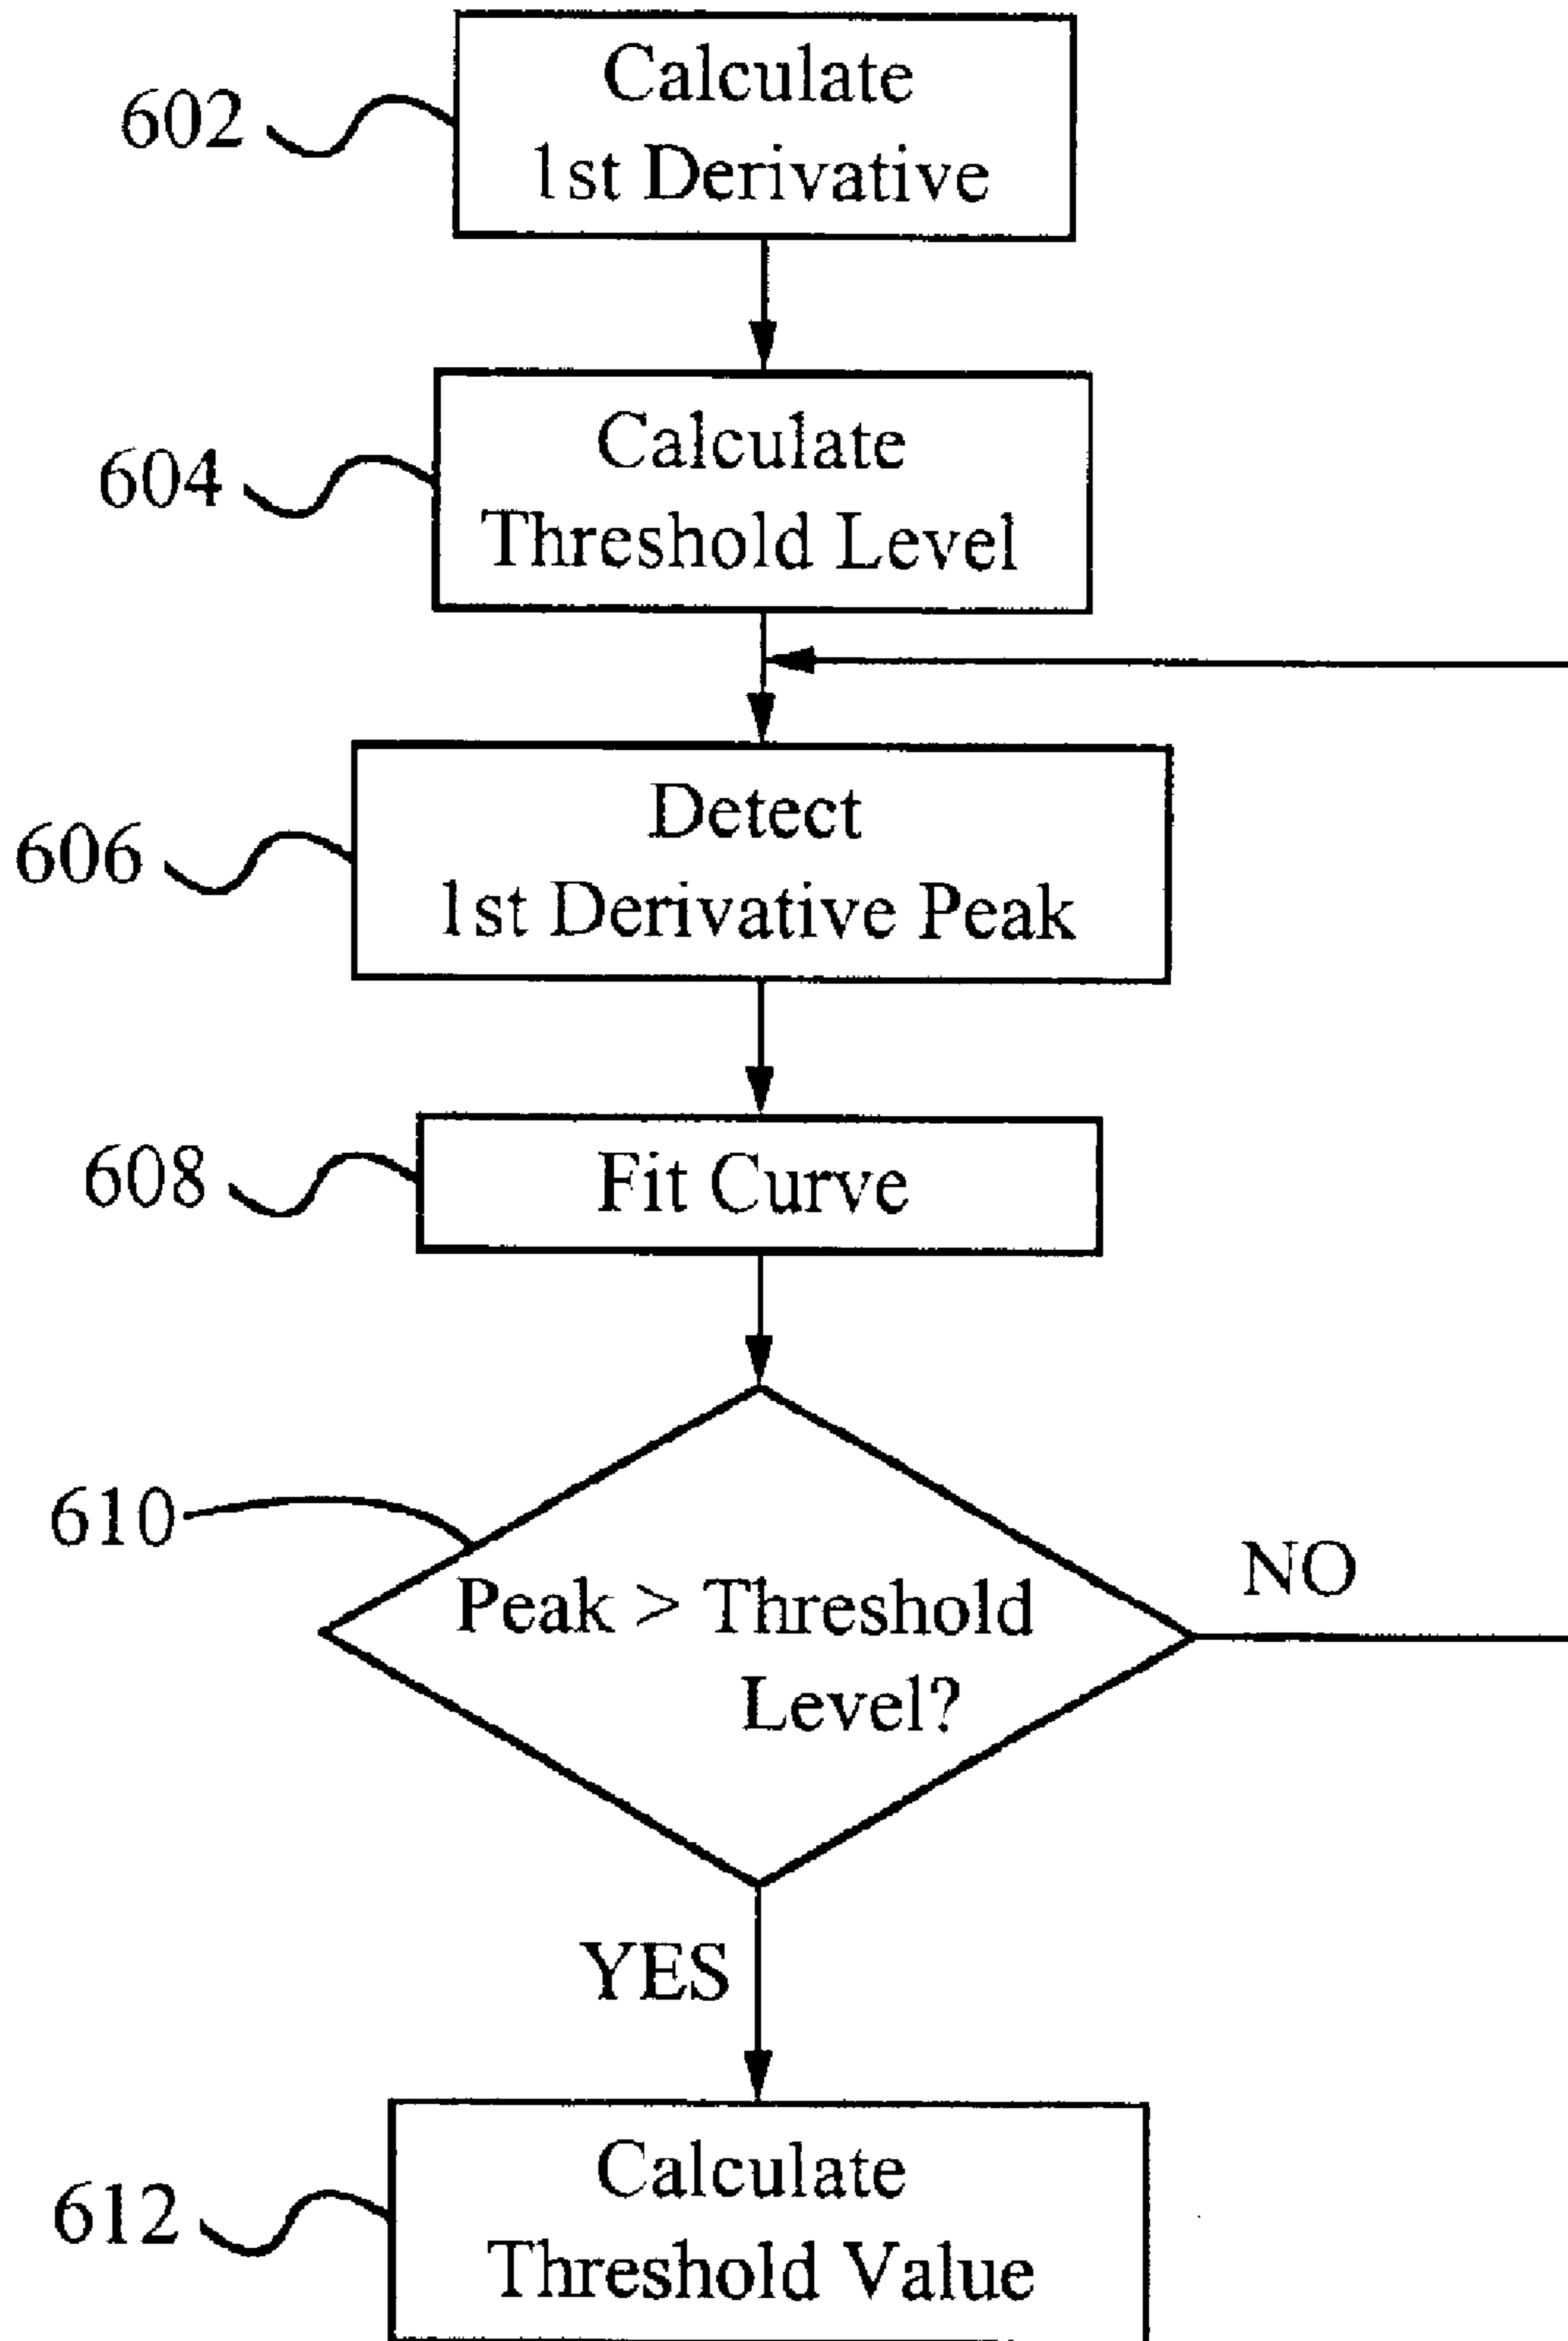 602
Calculate
1st Derivative
604
Calculate
Threshold Level
606
Detect
1st Derivative Peak
608
Fit Curve
610
Peak > Threshold
Level?
NO
YES
612
Calculate
Threshold Value